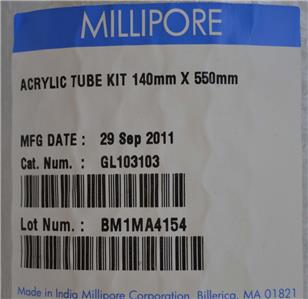 MILLIPORE
ACRYLIC TUBE KIT 140mm X 550mm
MFG DATE : 29 Sep 2011
Cat. Num. : GL103103
Lot Num. : BM1MA4154
Made in India Millipore Corporation, Billerica, MA 01821